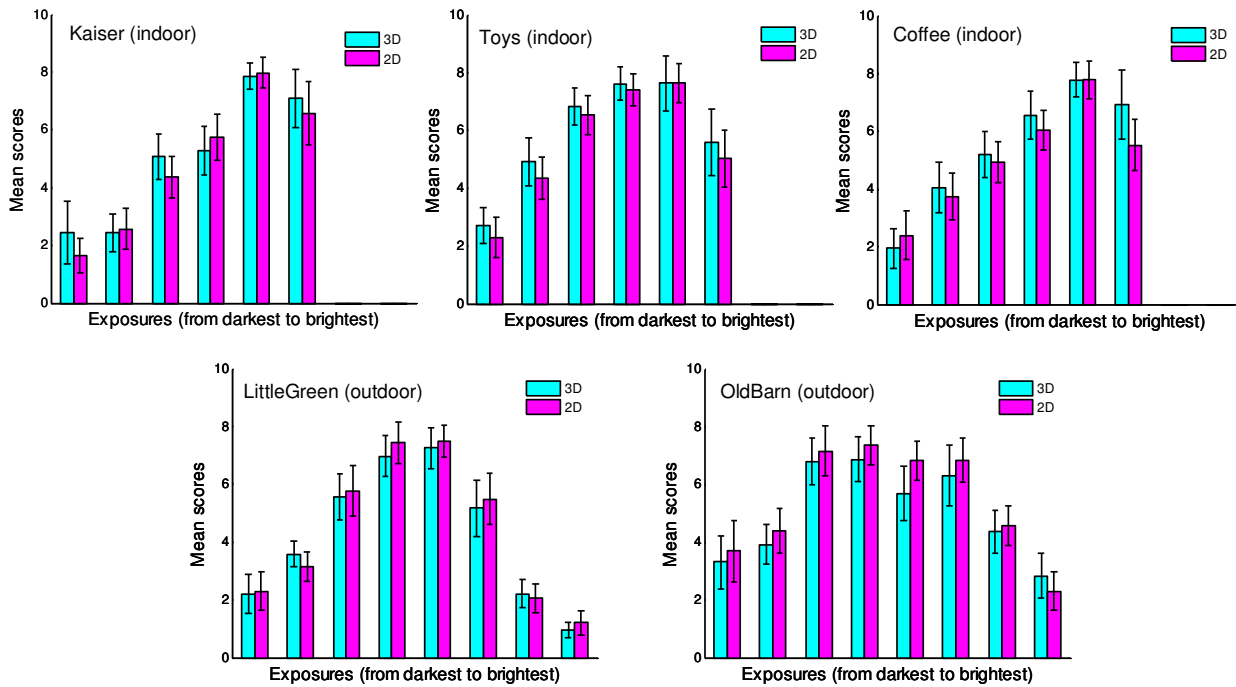 Kaiser (indoor)
3D
2D
10
8
6
4
2
0
Mean scores
Exposures (from darkest to brightest)
Toys (indoor)
3D
2D
10
8
6
4
2
0
Mean scores
Exposures (from darkest to brightest)
Coffee (indoor)
3D
2D
10
8
6
4
2
0
Mean scores
Exposures (from darkest to brightest)
LittleGreen (outdoor)
3D
2D
10
8
6
4
2
0
Mean scores
Exposures (from darkest to brightest)
OldBarn (outdoor)
3D
2D
10
8
6
4
2
0
Mean scores
Exposures (from darkest to brightest)